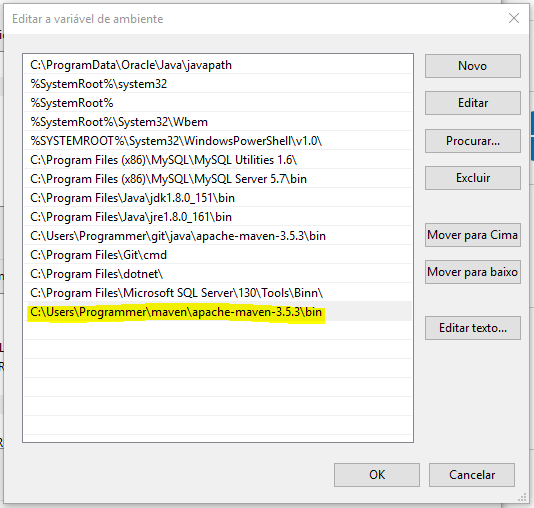 Editar a variável de ambiente
C:\ProgramData\Oracle\Java\javapath
%SystemRoot%\system32
%SystemRoot%
%SystemRoot%\System32\Wbem
%SYSTEMROOT%\System32\WindowsPowerShell\v1.0\
C:\Program Files (x86)\MySQL\MySQL Utilities 1.6\
C:\Program Files (x86)\MySQL\MySQL Server 5.7\bin
C:\Program Files\Java\jdk1.8.0_151\bin
C:\Program Files\Java\jre1.8.0_161\bin
C:\Users\Programmer\git\java\apache-maven-3.5.3\bin
C:\Program Files\Git\cmd
C:\Program Files\dotnet\
C:\Program Files\Microsoft SQL Server\130\Tools\Binn\
C:\Users\Programmer\maven\apache-maven-3.5.3\bin
Novo
Editar
Procurar...
Excluir
Mover para Cima
Mover para baixo
Editar texto...
OK
Cancelar